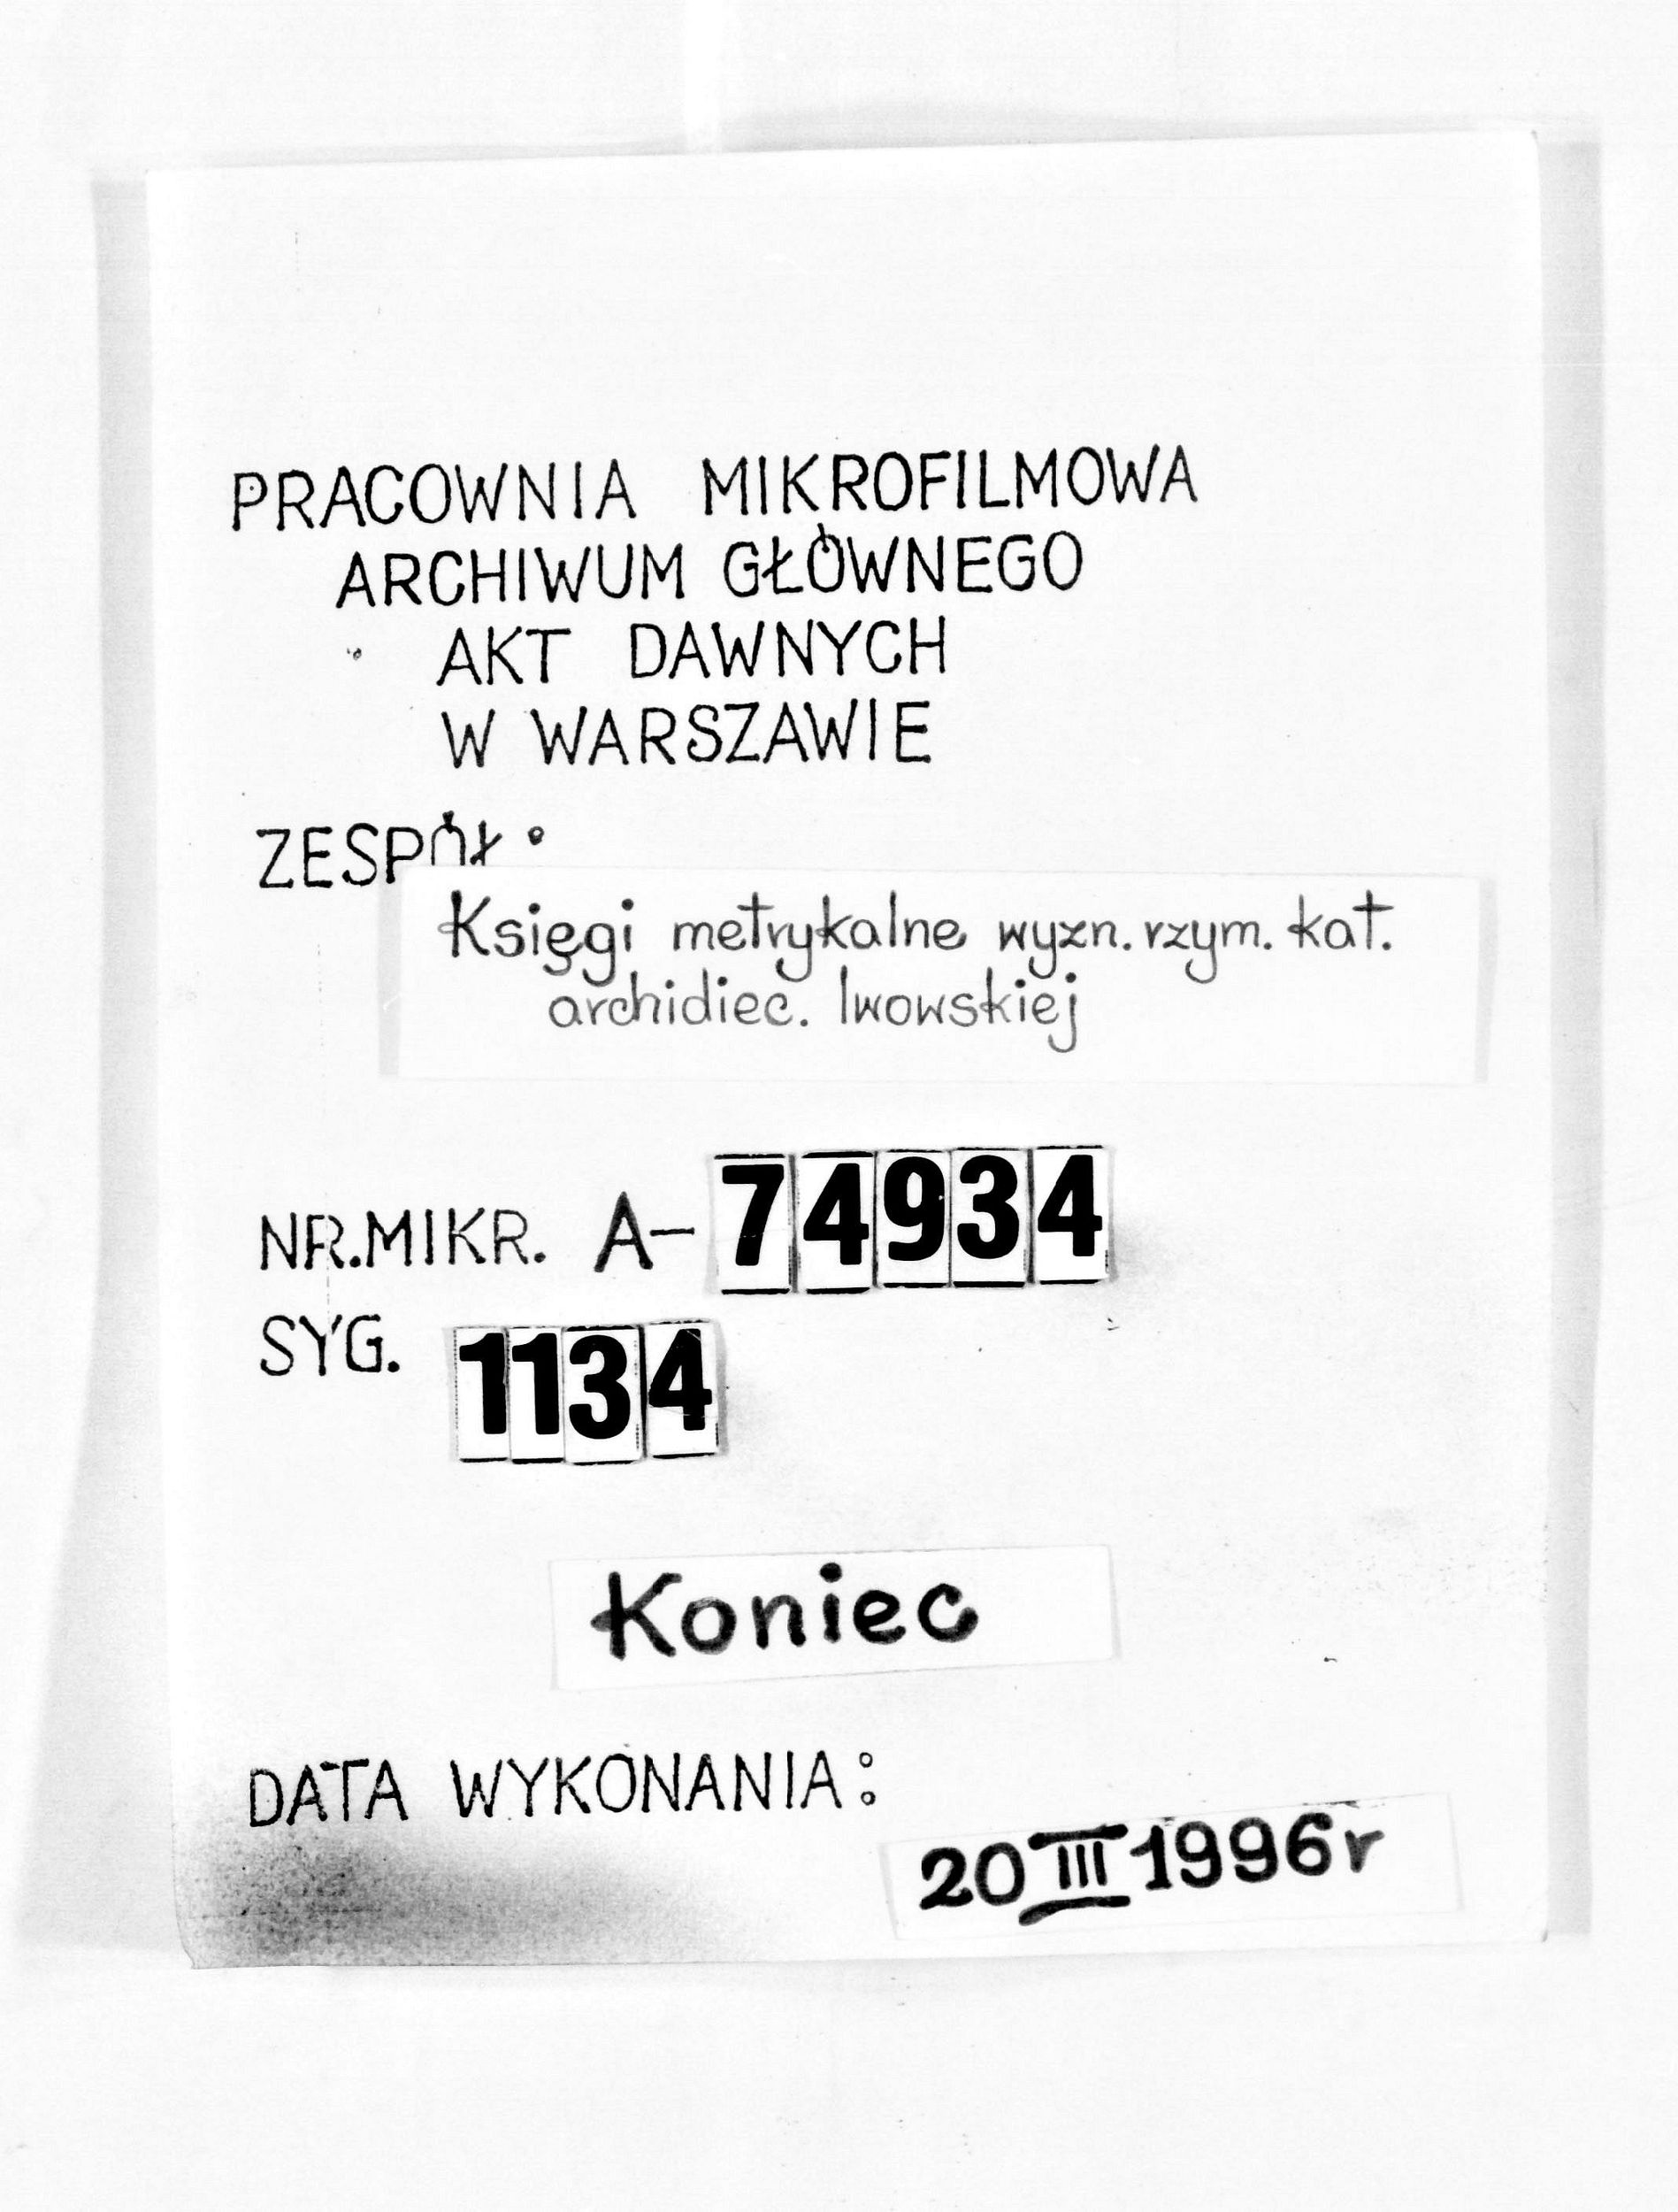 PRACOWNIA MIKROFILMOWA
ARCHIWUM GŁÓWNEGO
AKT DAWNYCH
W WARSZAWIE
ZESPÓŁ:
Księgi metrykalne wyzn. rzym. kat.
archidiec. lwowskiej
NR.MIKR. A-74934
SYG. 1134
Koniec
DATA WYKONANIA:
20 III 1996r